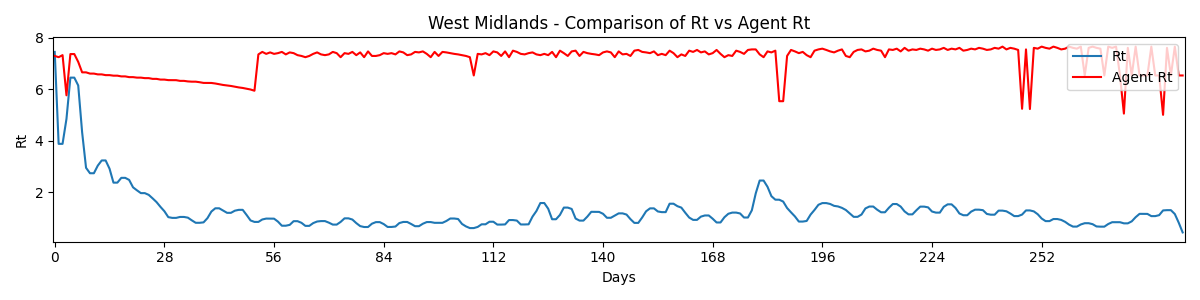 West Midlands - Comparison of Rt vs Agent Rt
8
6
4
2
Rt
Rt
Agent Rt
0 28 56 84 112 140 168 196 224 252
Days